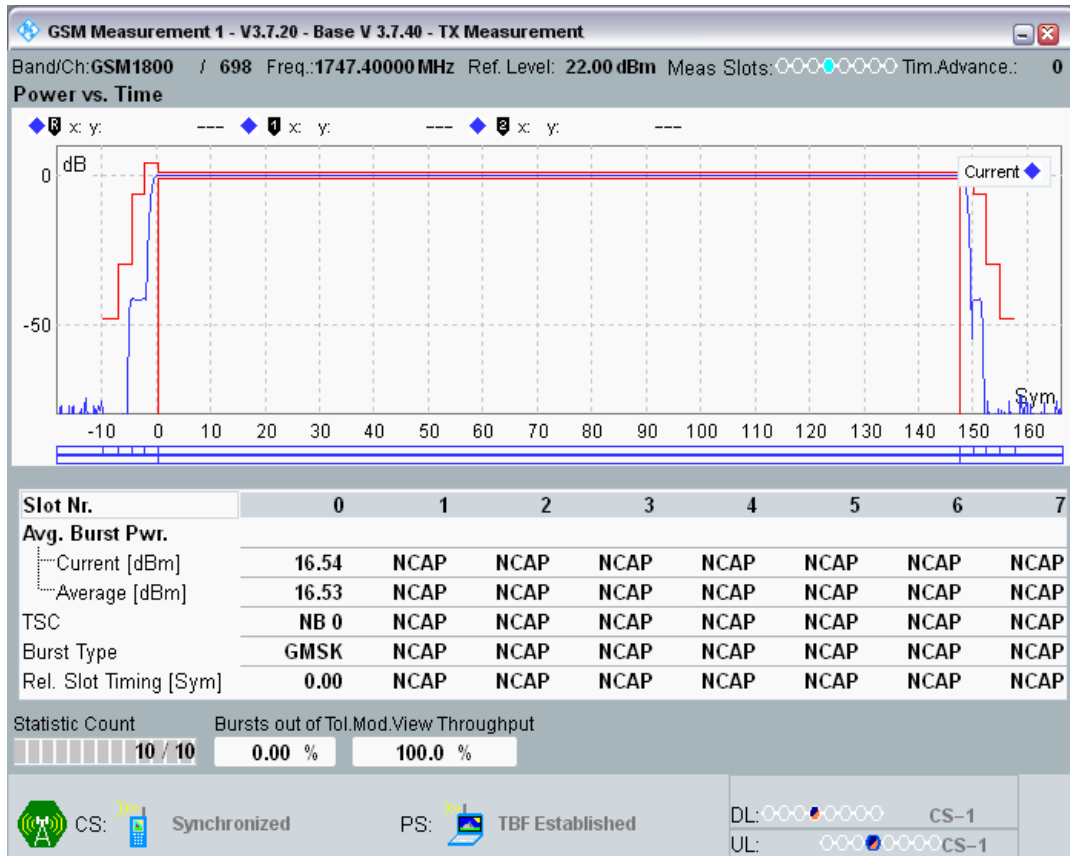 GSM Measurement 1 - V3.7.20 - Base V 3.7.40 - TX Measurement
Band/Ch:GSM1800 / 698 Freq.:1747.40000 MHz Ref. Level: 22.00 dBm Meas Slots: Tim.Advance.: 0
Power vs. Time
R x: y: --- 1 x: y: --- 2 x: y: ---
dB
0
Current
-50
Sym
-10 0 10 20 30 40 50 60 70 80 90 100 110 120 130 140 150 160
Slot Nr. 0 1 2 3 4 5 6 7
Avg. Burst Pwr.
Current [dBm] 16.54 NCAP NCAP NCAP NCAP NCAP NCAP NCAP
Average [dBm] 16.53 NCAP NCAP NCAP NCAP NCAP NCAP NCAP
TSC NB 0 NCAP NCAP NCAP NCAP NCAP NCAP NCAP
Burst Type GMSK NCAP NCAP NCAP NCAP NCAP NCAP NCAP
Rel. Slot Timing [Sym] 0.00 NCAP NCAP NCAP NCAP NCAP NCAP NCAP
Statistic Count Bursts out of Tol.Mod.View Throughput
10 / 10 0.00 % 100.0 %
CS: Synchronized PS: TBF Established
DL: CS-1
UL: CS-1